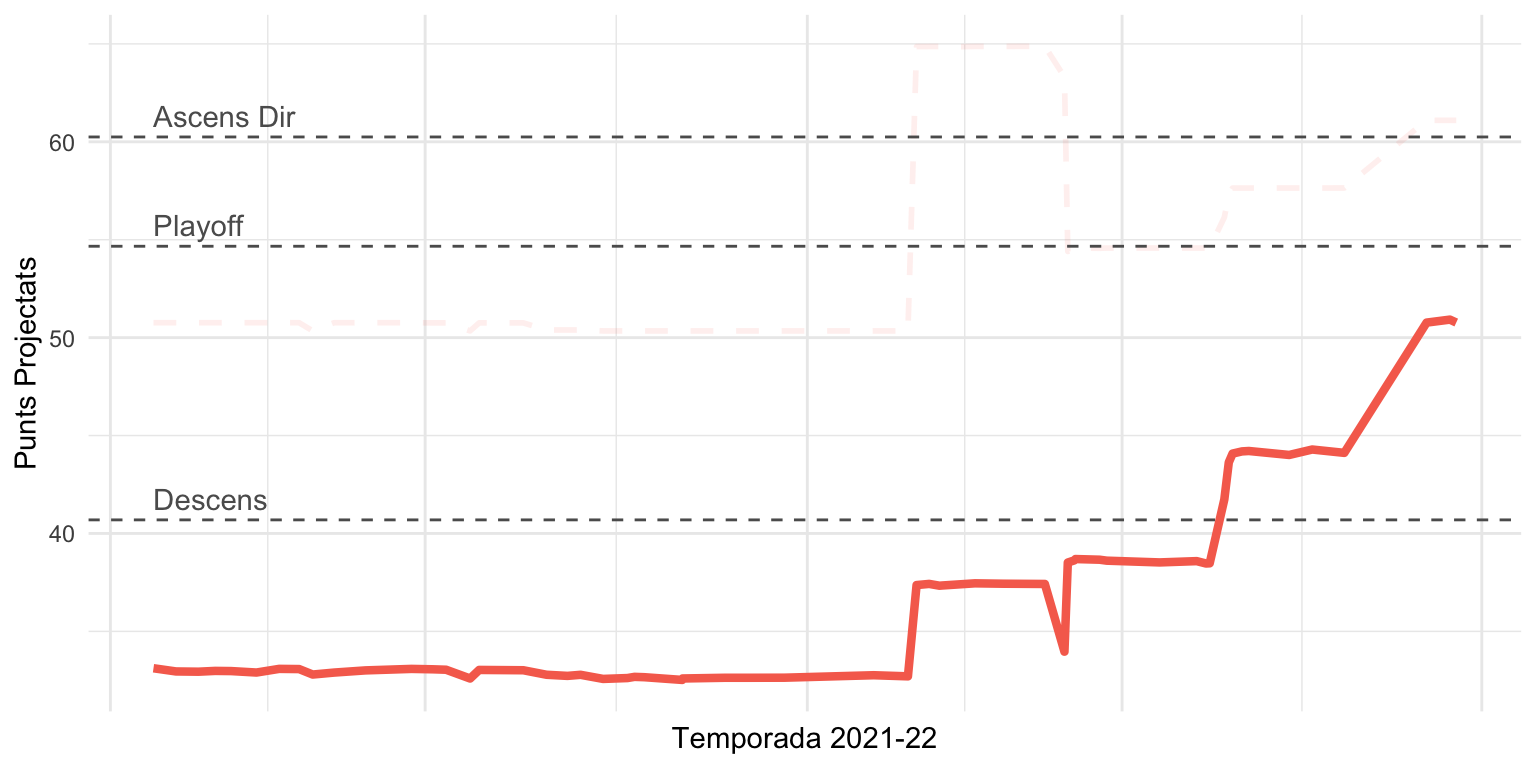 Ascens Dir
60
Playoff
50
Descens
40
Punts Projectats
Temporada 2021-22